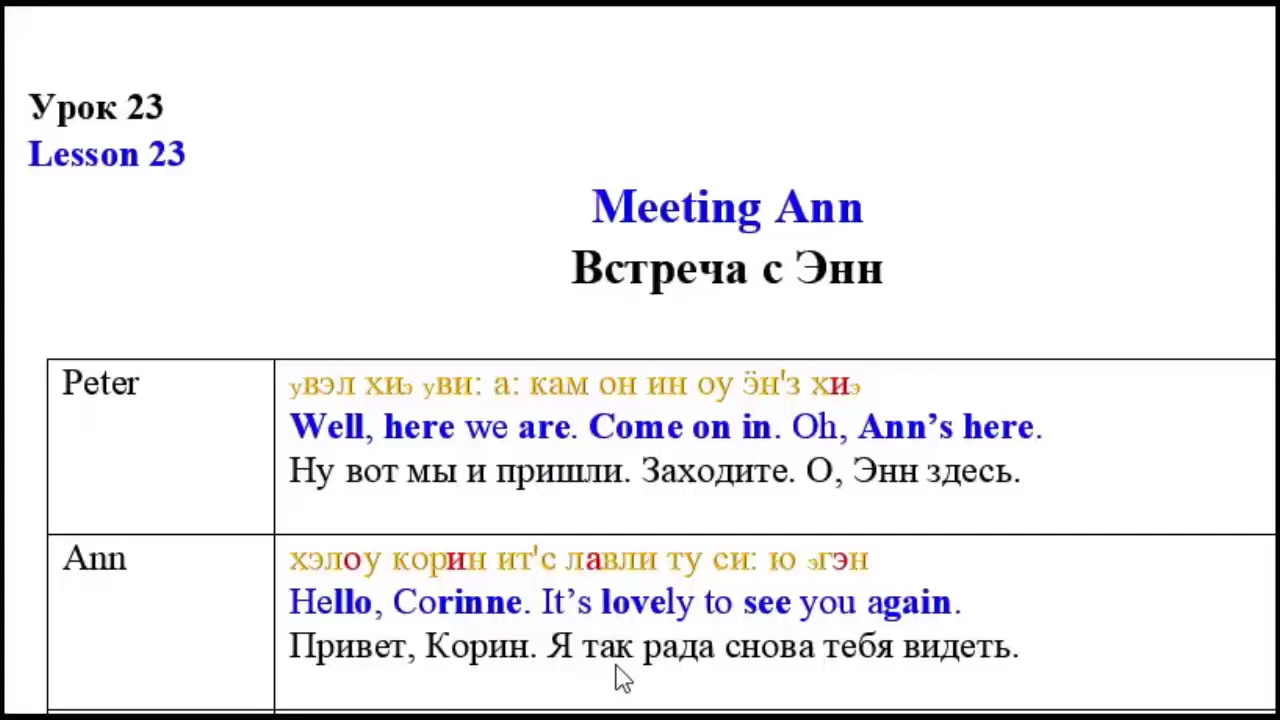 Урок 23
Lesson 23
Meeting Ann
Встреча с Энн
Peter
увэл хиэ уви: а: кам он ин оу ӭн'з хиэ
Well, here we are. Come on in. Oh, Ann’s here.
Ну вот мы и пришли. Заходите. О, Энн здесь.
Ann
хэлоу корин ит'с лавли ту си: ю эгэн
Hello, Corinne. It’s lovely to see you again.
Привет, Корин. Я так рада снова тебя видеть.